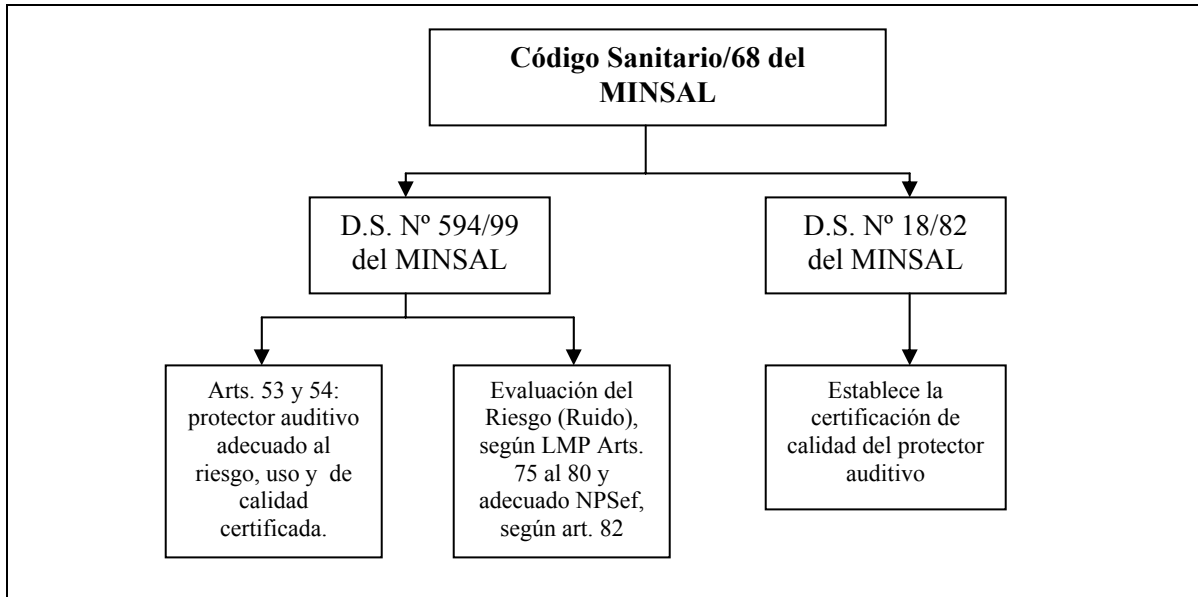 Código Sanitario/68 del
MINSAL
D.S. Nº 594/99
del MINSAL
D.S. Nº 18/82
del MINSAL
Arts. 53 y 54:
protector auditivo
adecuado al
riesgo, uso y de
calidad
certificada.
Evaluación del
Riesgo (Ruido),
según LMP Arts.
75 al 80 y
adecuado NPSef,
según art. 82
Establece la
certificación de
calidad del protector
auditivo